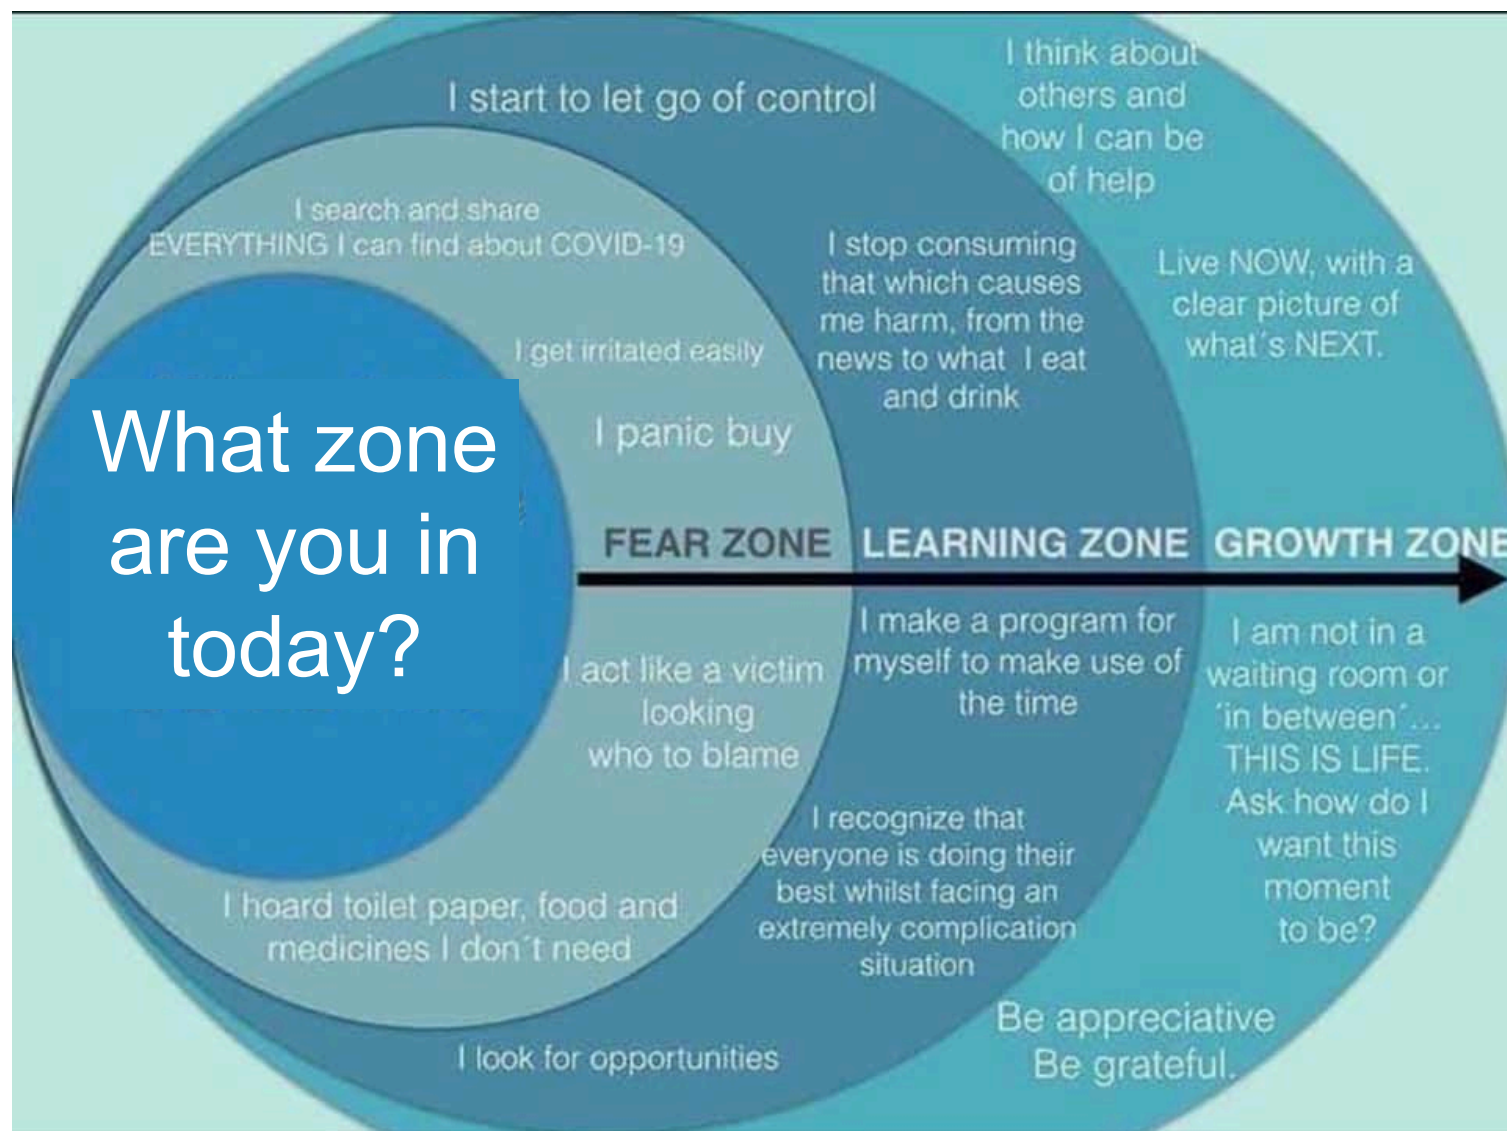 What zone
are you in
today?
FEAR ZONE
I search and share
EVERYTHING I can find about COVID-19
I get irritated easily
I panic buy
I act like a victim
looking
who to blame
I hoard toilet paper, food and
medicines I don´t need
LEARNING ZONE
I start to let go of control
I stop consuming
that which causes
me harm, from the
news to what I eat
and drink
I make a program for
myself to make use of
the time
I recognize that
everyone is doing their
best whilst facing an
extremely complication
situation
I look for opportunities
GROWTH ZONE
I think about
others and
how I can be
of help
Live NOW, with a
clear picture of
what´s NEXT.
I am not in a
waiting room or
´in between´...
THIS IS LIFE.
Ask how do I
want this
moment
to be?
Be appreciative
Be grateful.